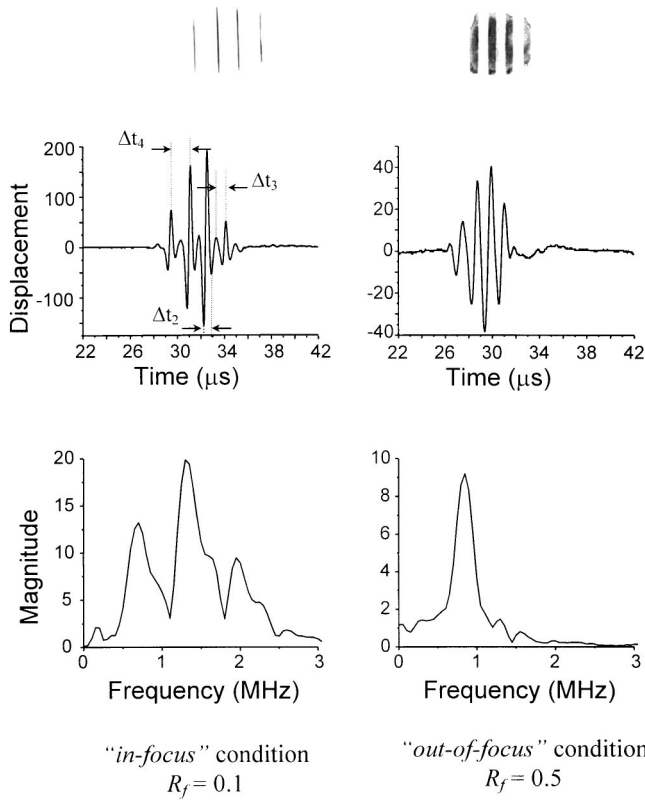 Δt4
Δt3
Δt2
200
100
0
-100
22 26 30 34 38 42
Displacement
Time (μs)
40
20
0
-20
-40
22 26 30 34 38 42
Time (μs)
20
15
10
5
0
0 1 2 3
Magnitude
Frequency (MHz)
10
8
6
4
2
0
0 1 2 3
Frequency (MHz)
“in-focus” condition
Rf = 0.1
“out-of-focus” condition
Rf = 0.5